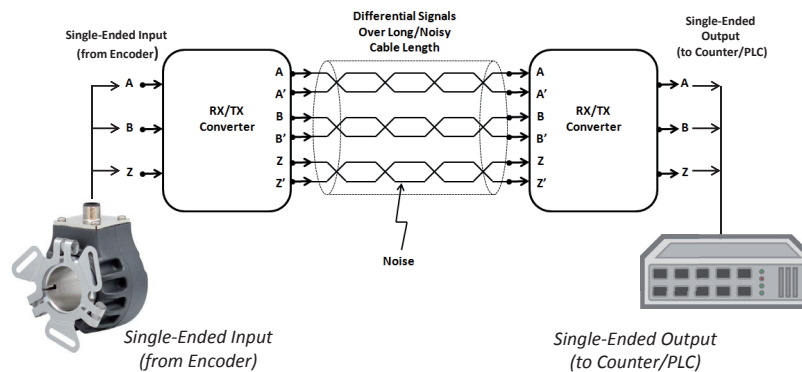 Differential Signals
Over Long/Noisy
Cable Length
Single-Ended Input
(from Encoder)
Single-Ended
Output
(to Counter/PLC)
A
B
Z
RX/TX
Converter
A
A’
B
B’
Z
Z’
A
A’
B
B’
Z
Z’
RX/TX
Converter
A
B
Z
Noise
Single-Ended Input
(from Encoder)
Single-Ended Output
(to Counter/PLC)